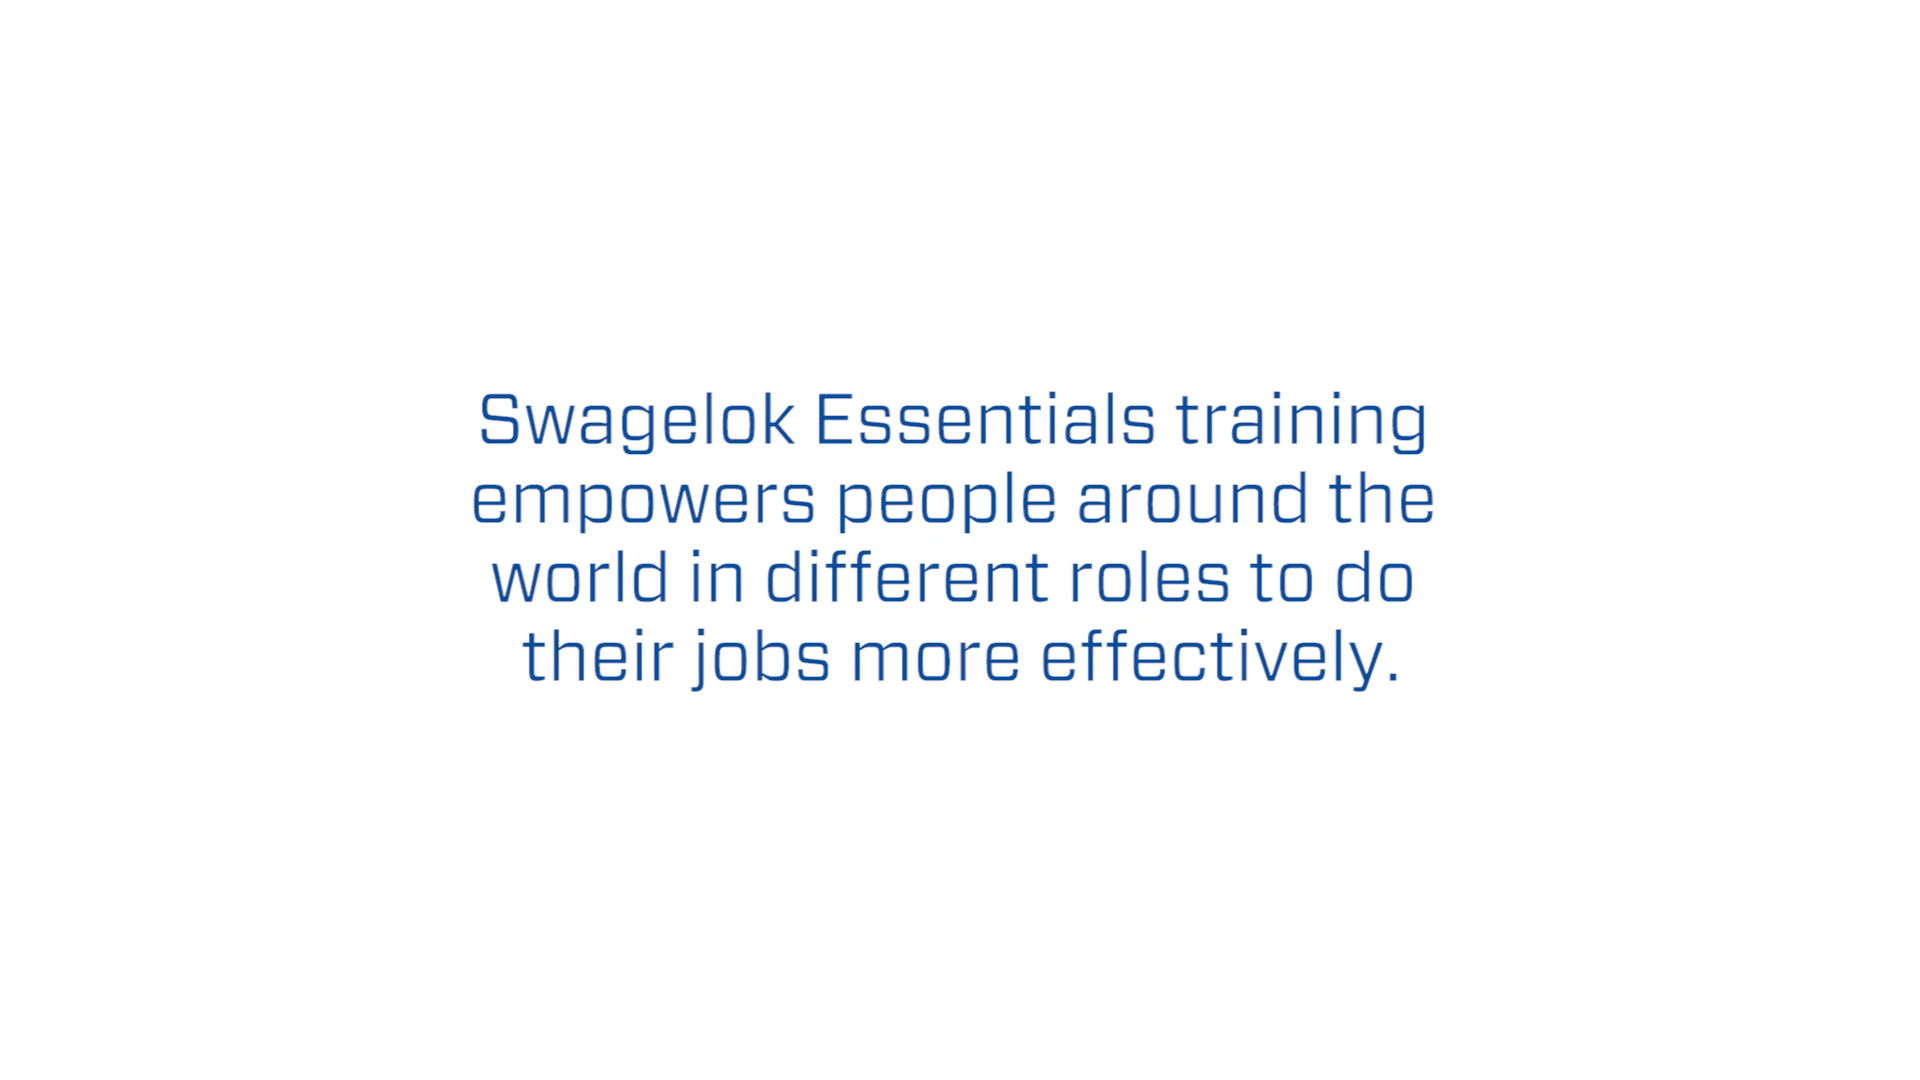 Swagelok Essentials training
empowers people around the
world in different roles to do
their jobs more effectively.